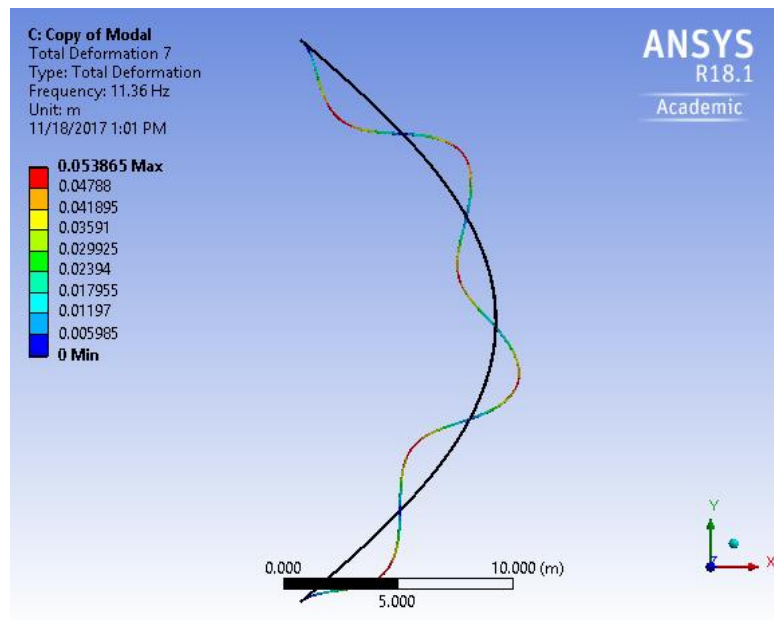 C: Copy of Modal
Total Deformation 7
Type: Total Deformation
Frequency: 11.36 Hz
Unit: m
11/18/2017 1:01 PM
0.053865 Max
0.04788
0.041895
0.03591
0.029925
0.02394
0.017955
0.01197
0.005985
0 Min
ANSYS
R18.1
Academic
0.000
10.000 (m)
5.000
Y
Z
X